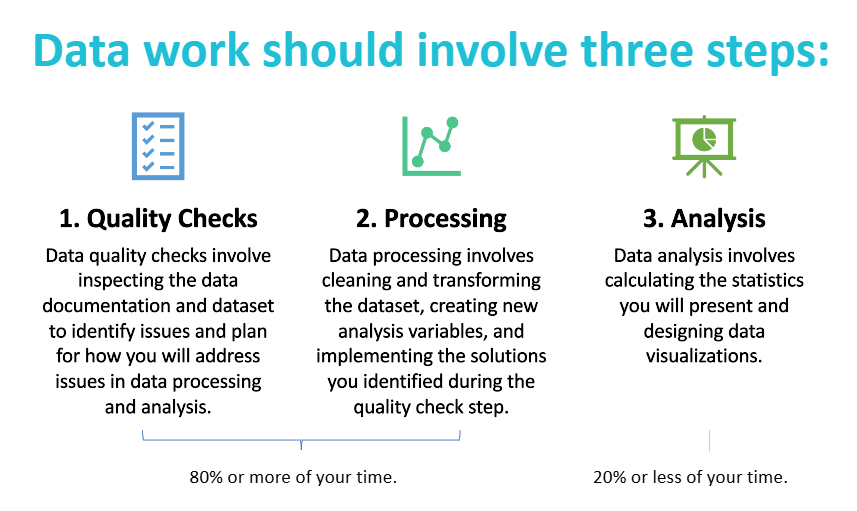 Data work should involve three steps:
1. Quality Checks
Data quality checks involve
inspecting the data
documentation and dataset
to identify issues and plan
for how you will address
issues in data processing
and analysis.
2. Processing
Data processing involves
cleaning and transforming
the dataset, creating new
analysis variables, and
implementing the solutions
you identified during the
quality check step.
3. Analysis
Data analysis involves
calculating the statistics
you will present and
designing data
visualizations.
80% or more of your time.
20% or less of your time.